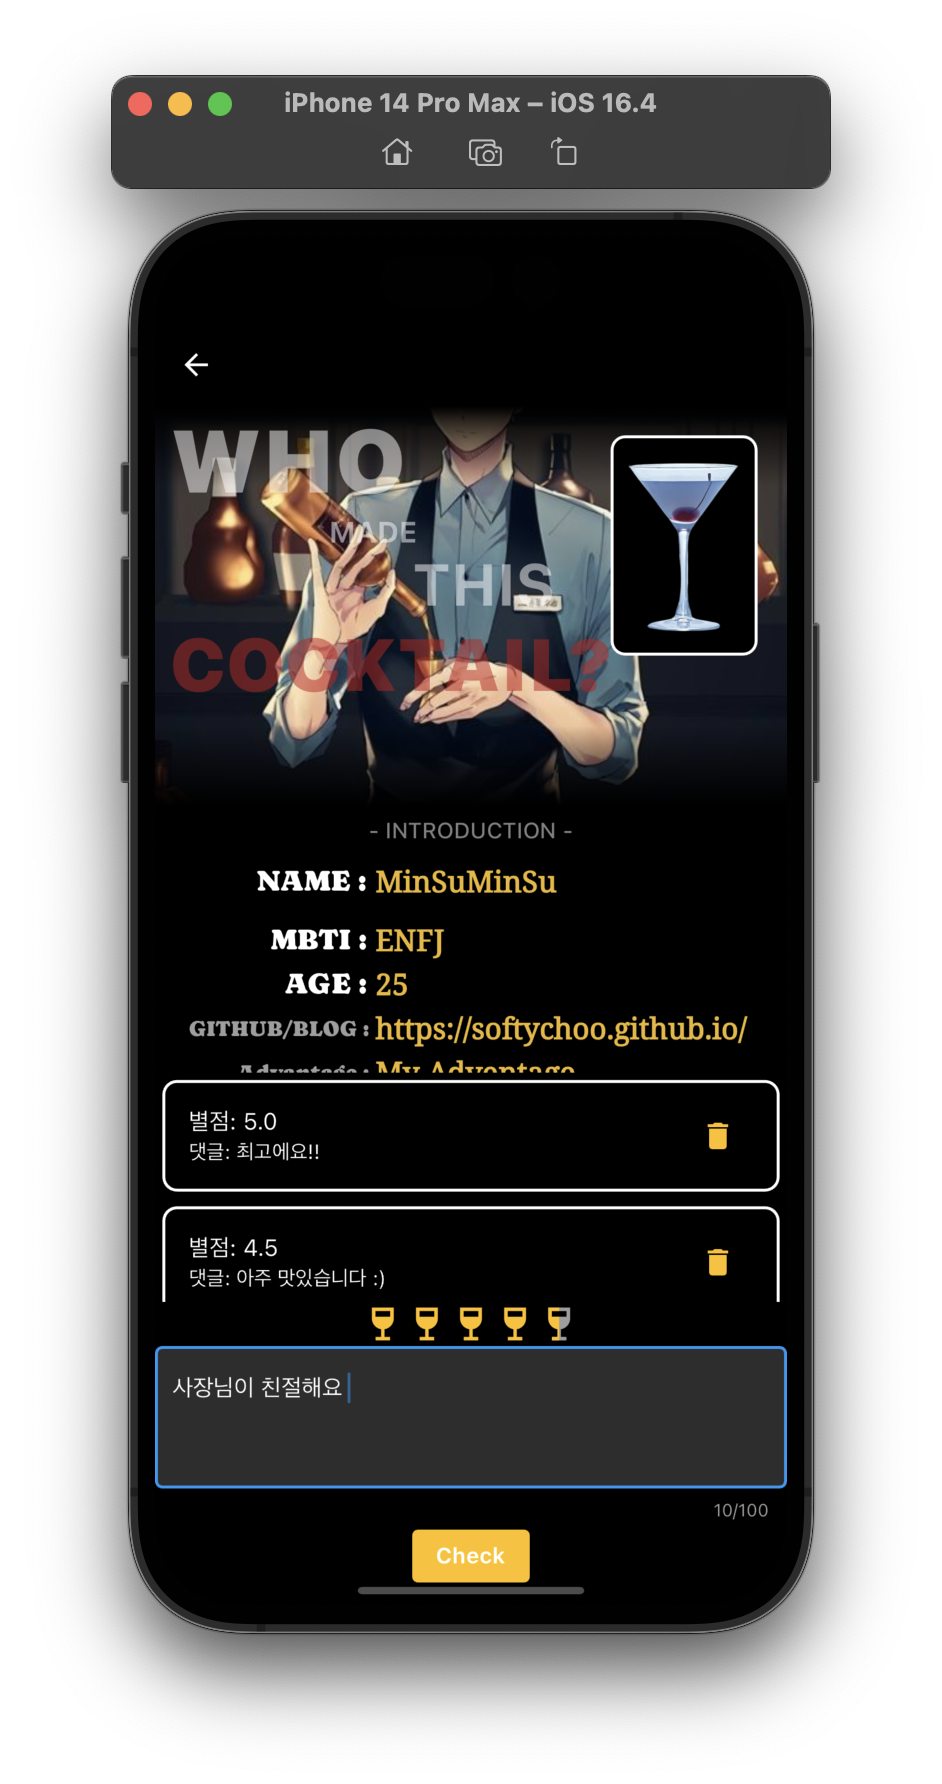 iPhone 14 Pro Max – iOS 16.4
WHO
MADE
THIS
COCKTAIL?
- INTRODUCTION -
NAME : MinSuMinSu
MBTI : ENFJ
AGE : 25
GITHUB/BLOG : https://softychoo.github.io/
Advantage : My Advantage
별점: 5.0
댓글: 최고에요!!
별점: 4.5
댓글: 아주 맛있습니다 :)
사장님이 친절해요
10/100
Check